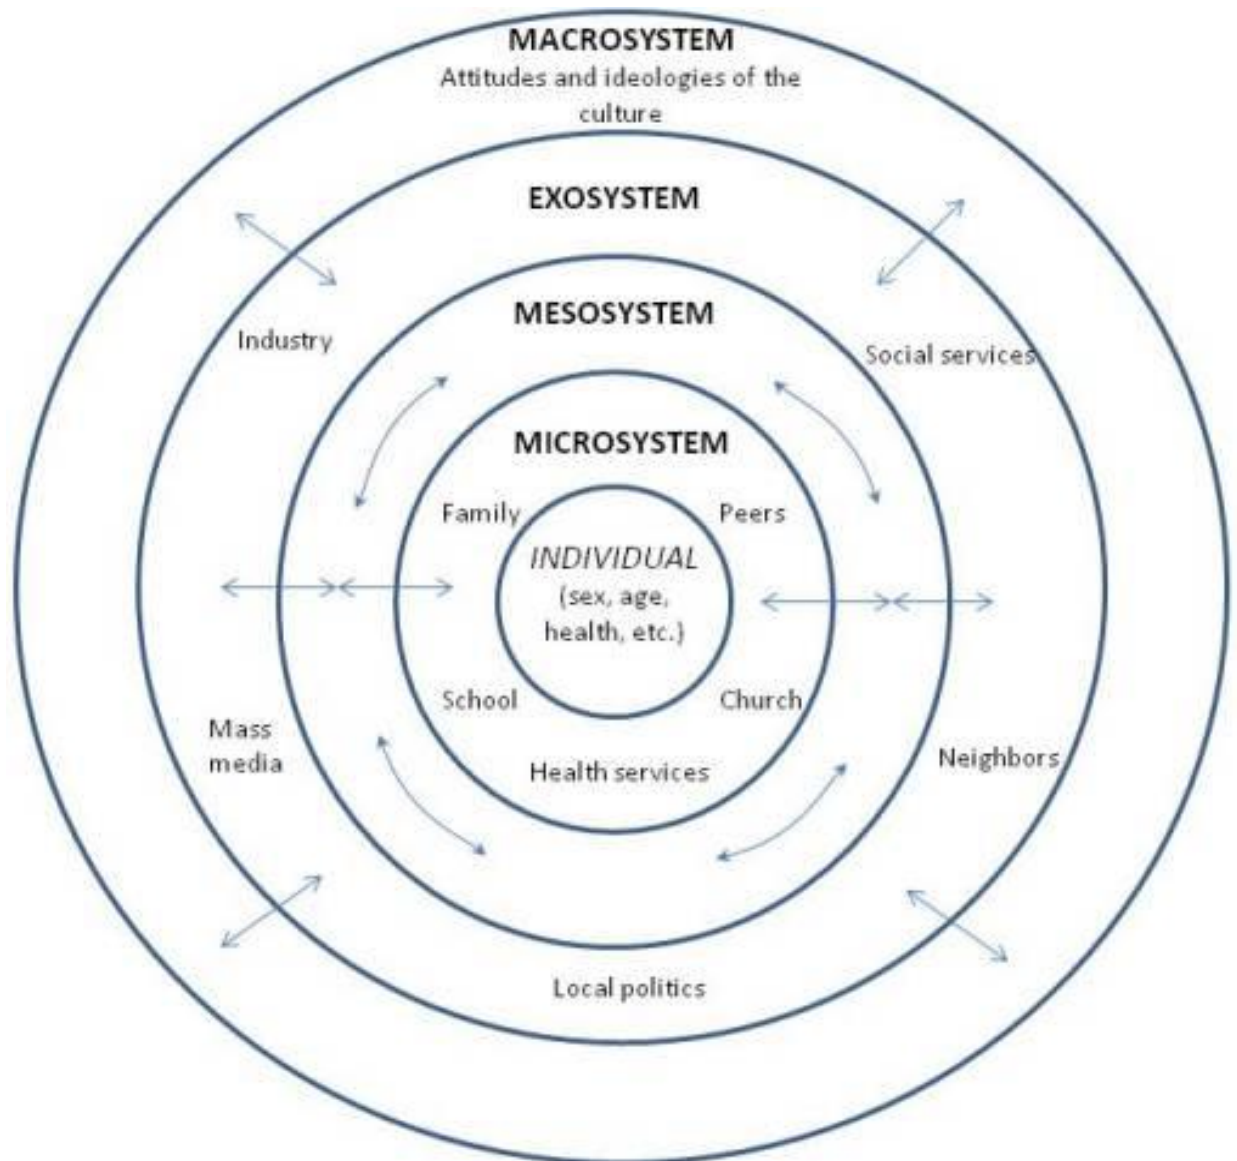 MACROSYSTEM
Attitudes and ideologies of the
culture
EXOSYSTEM
MESOSYSTEM
Industry
Social services
MICROSYSTEM
Family
Peers
INDIVIDUAL
(sex, age,
health, etc.)
School
Church
Mass
media
Neighbors
Health services
Local politics